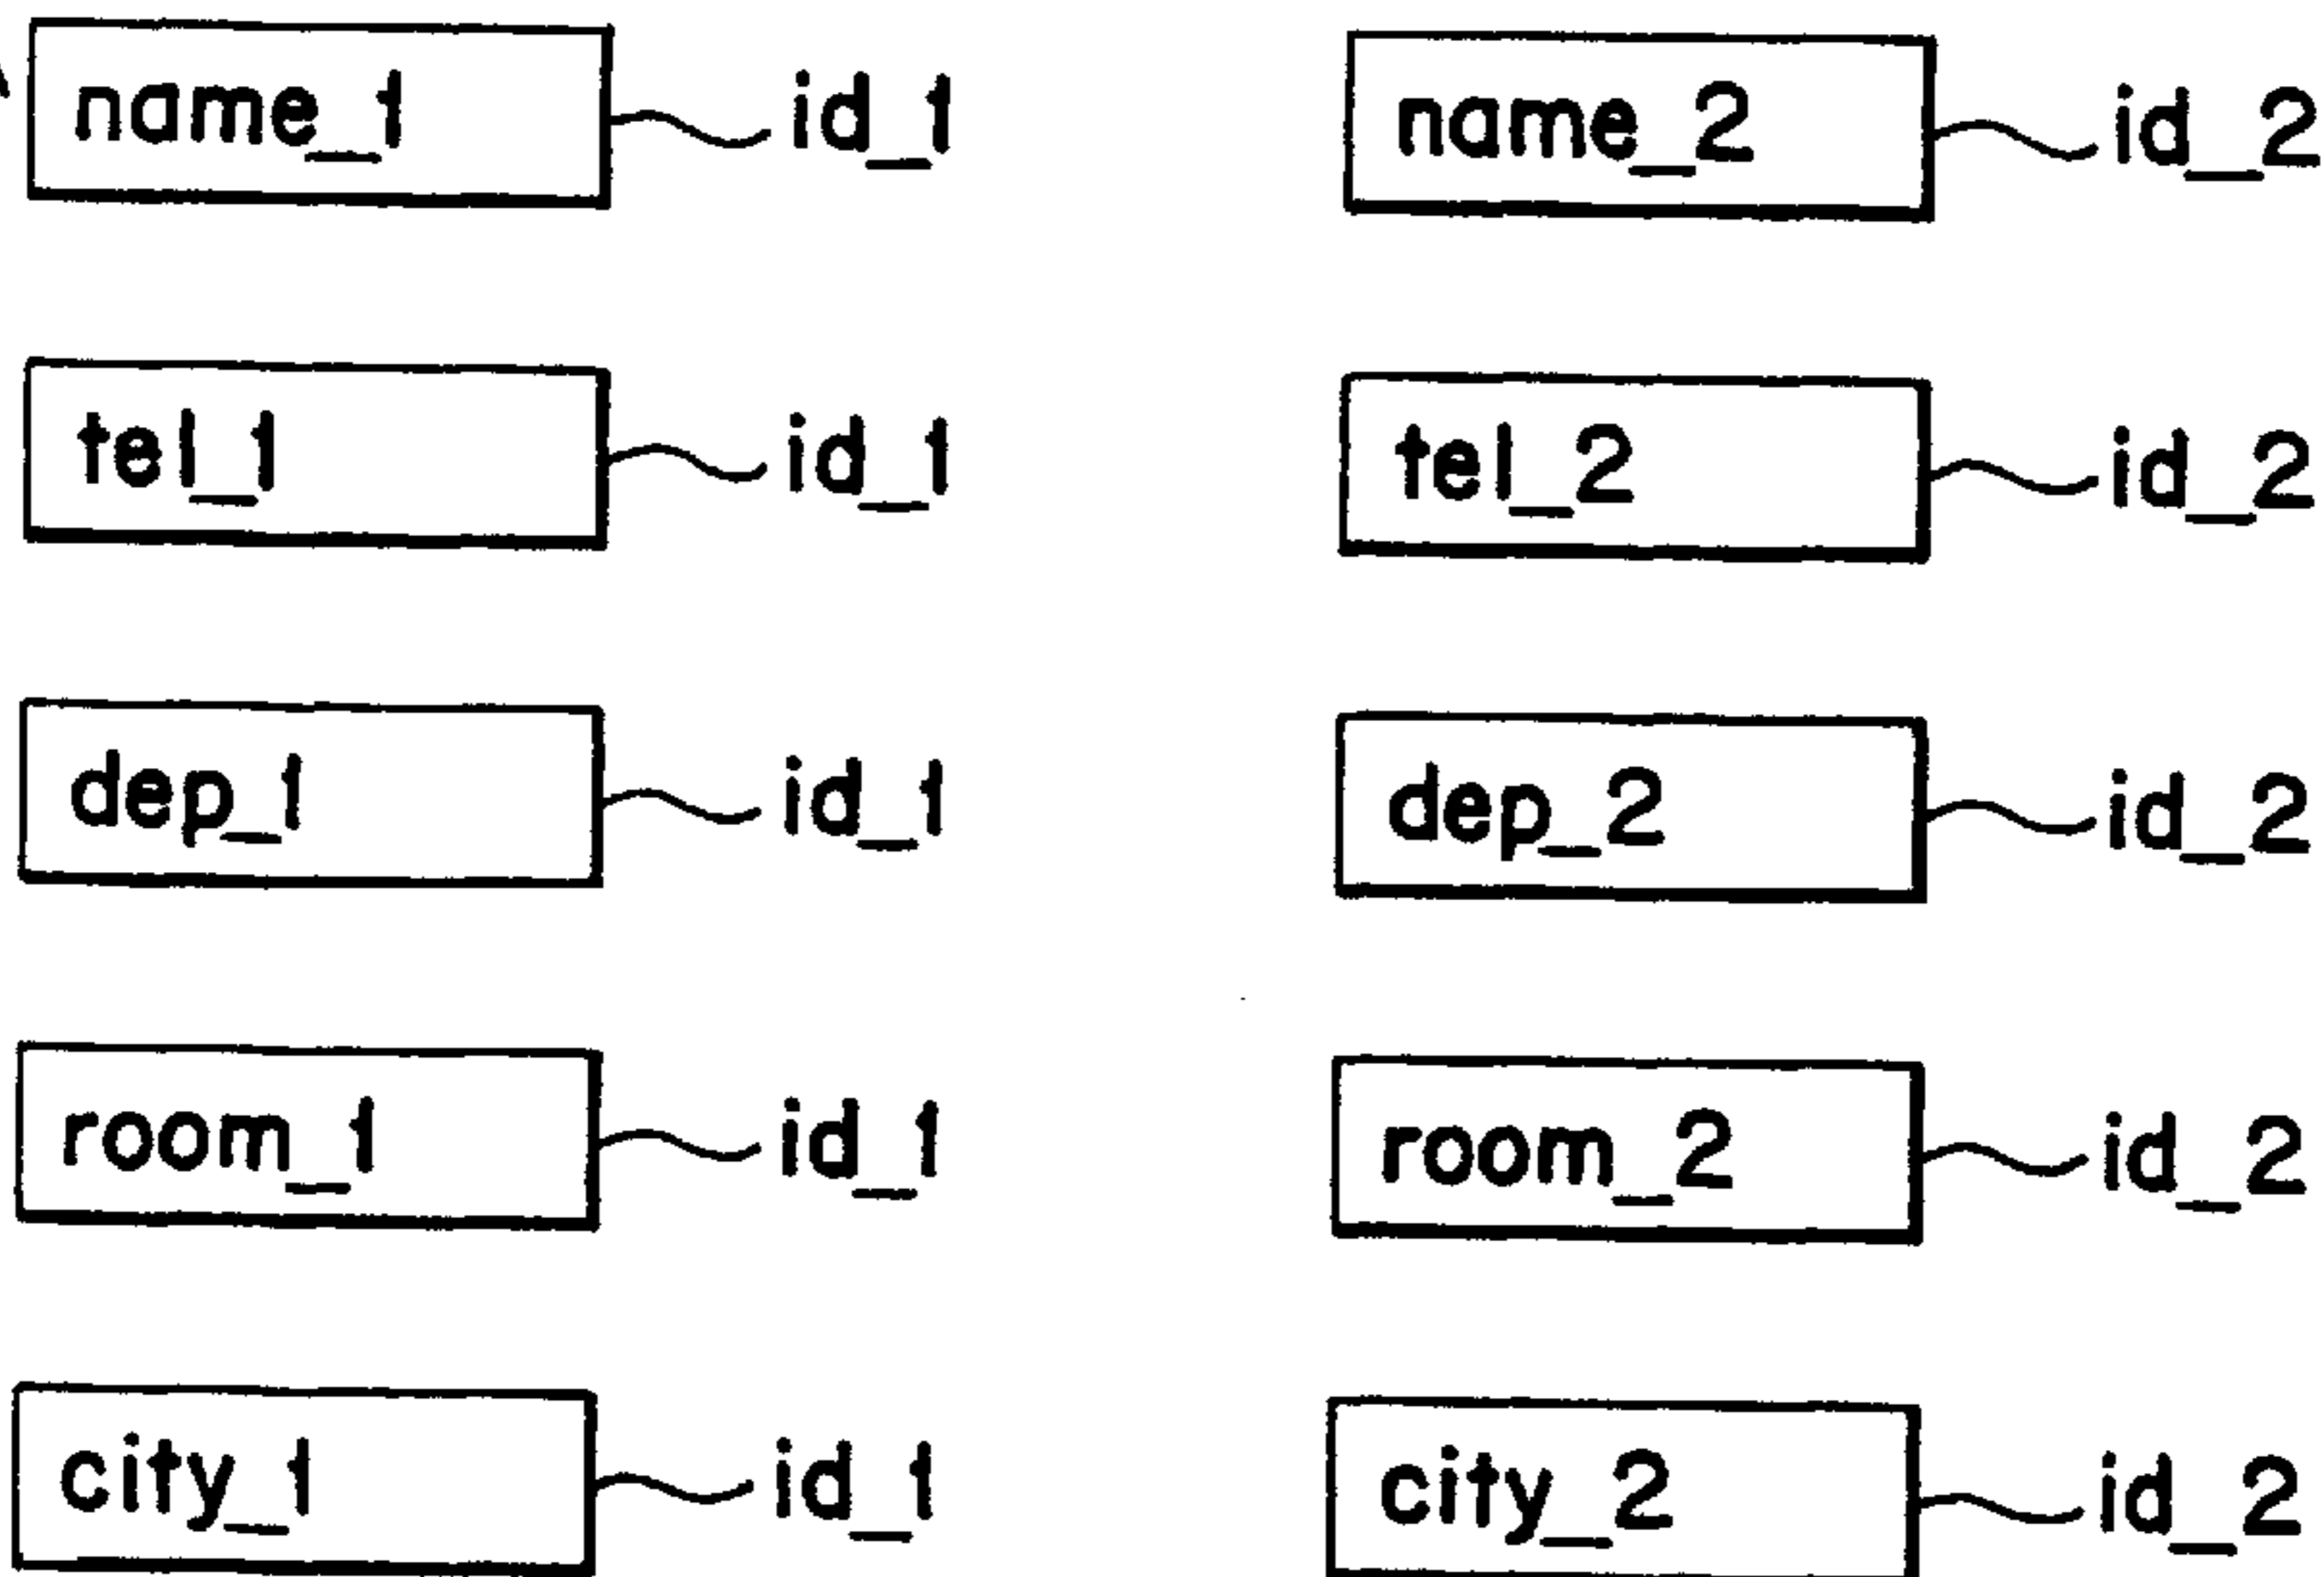 name_1 id_1 name_2 id_2
tel_1 id_1 tel_2 id_2
dep_1 id_1 dep_2 id_2
room_1 id_1 room_2 id_2
city_1 id_1 city_2 id_2